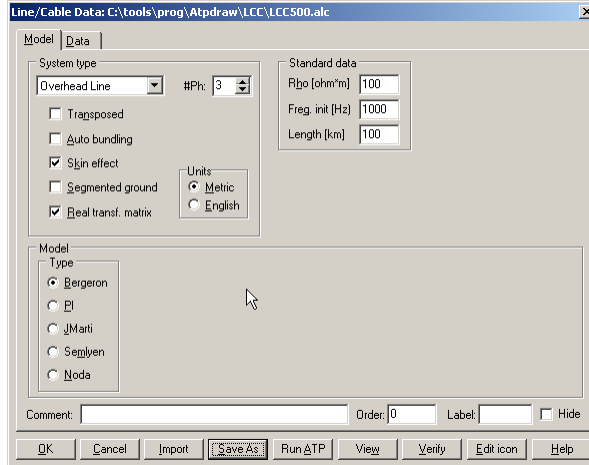 Line/Cable Data: C:\tools\prog\Atpdraw\LCC\LCC500.alc
Model Data
System type
Overhead Line #Ph: 3
Transposed
Auto bundling
Skin effect
Segmented ground
Real transf. matrix
Units
Metric
English
Standard data
Rho [ohm*m] 100
Freq. init [Hz] 1000
Length [km] 100
Model
Type
Bergeron
PI
JMarti
Semlyen
Noda
Comment: Order: 0 Label: Hide
OK Cancel Import Save As Run ATP View Verify Edit icon Help